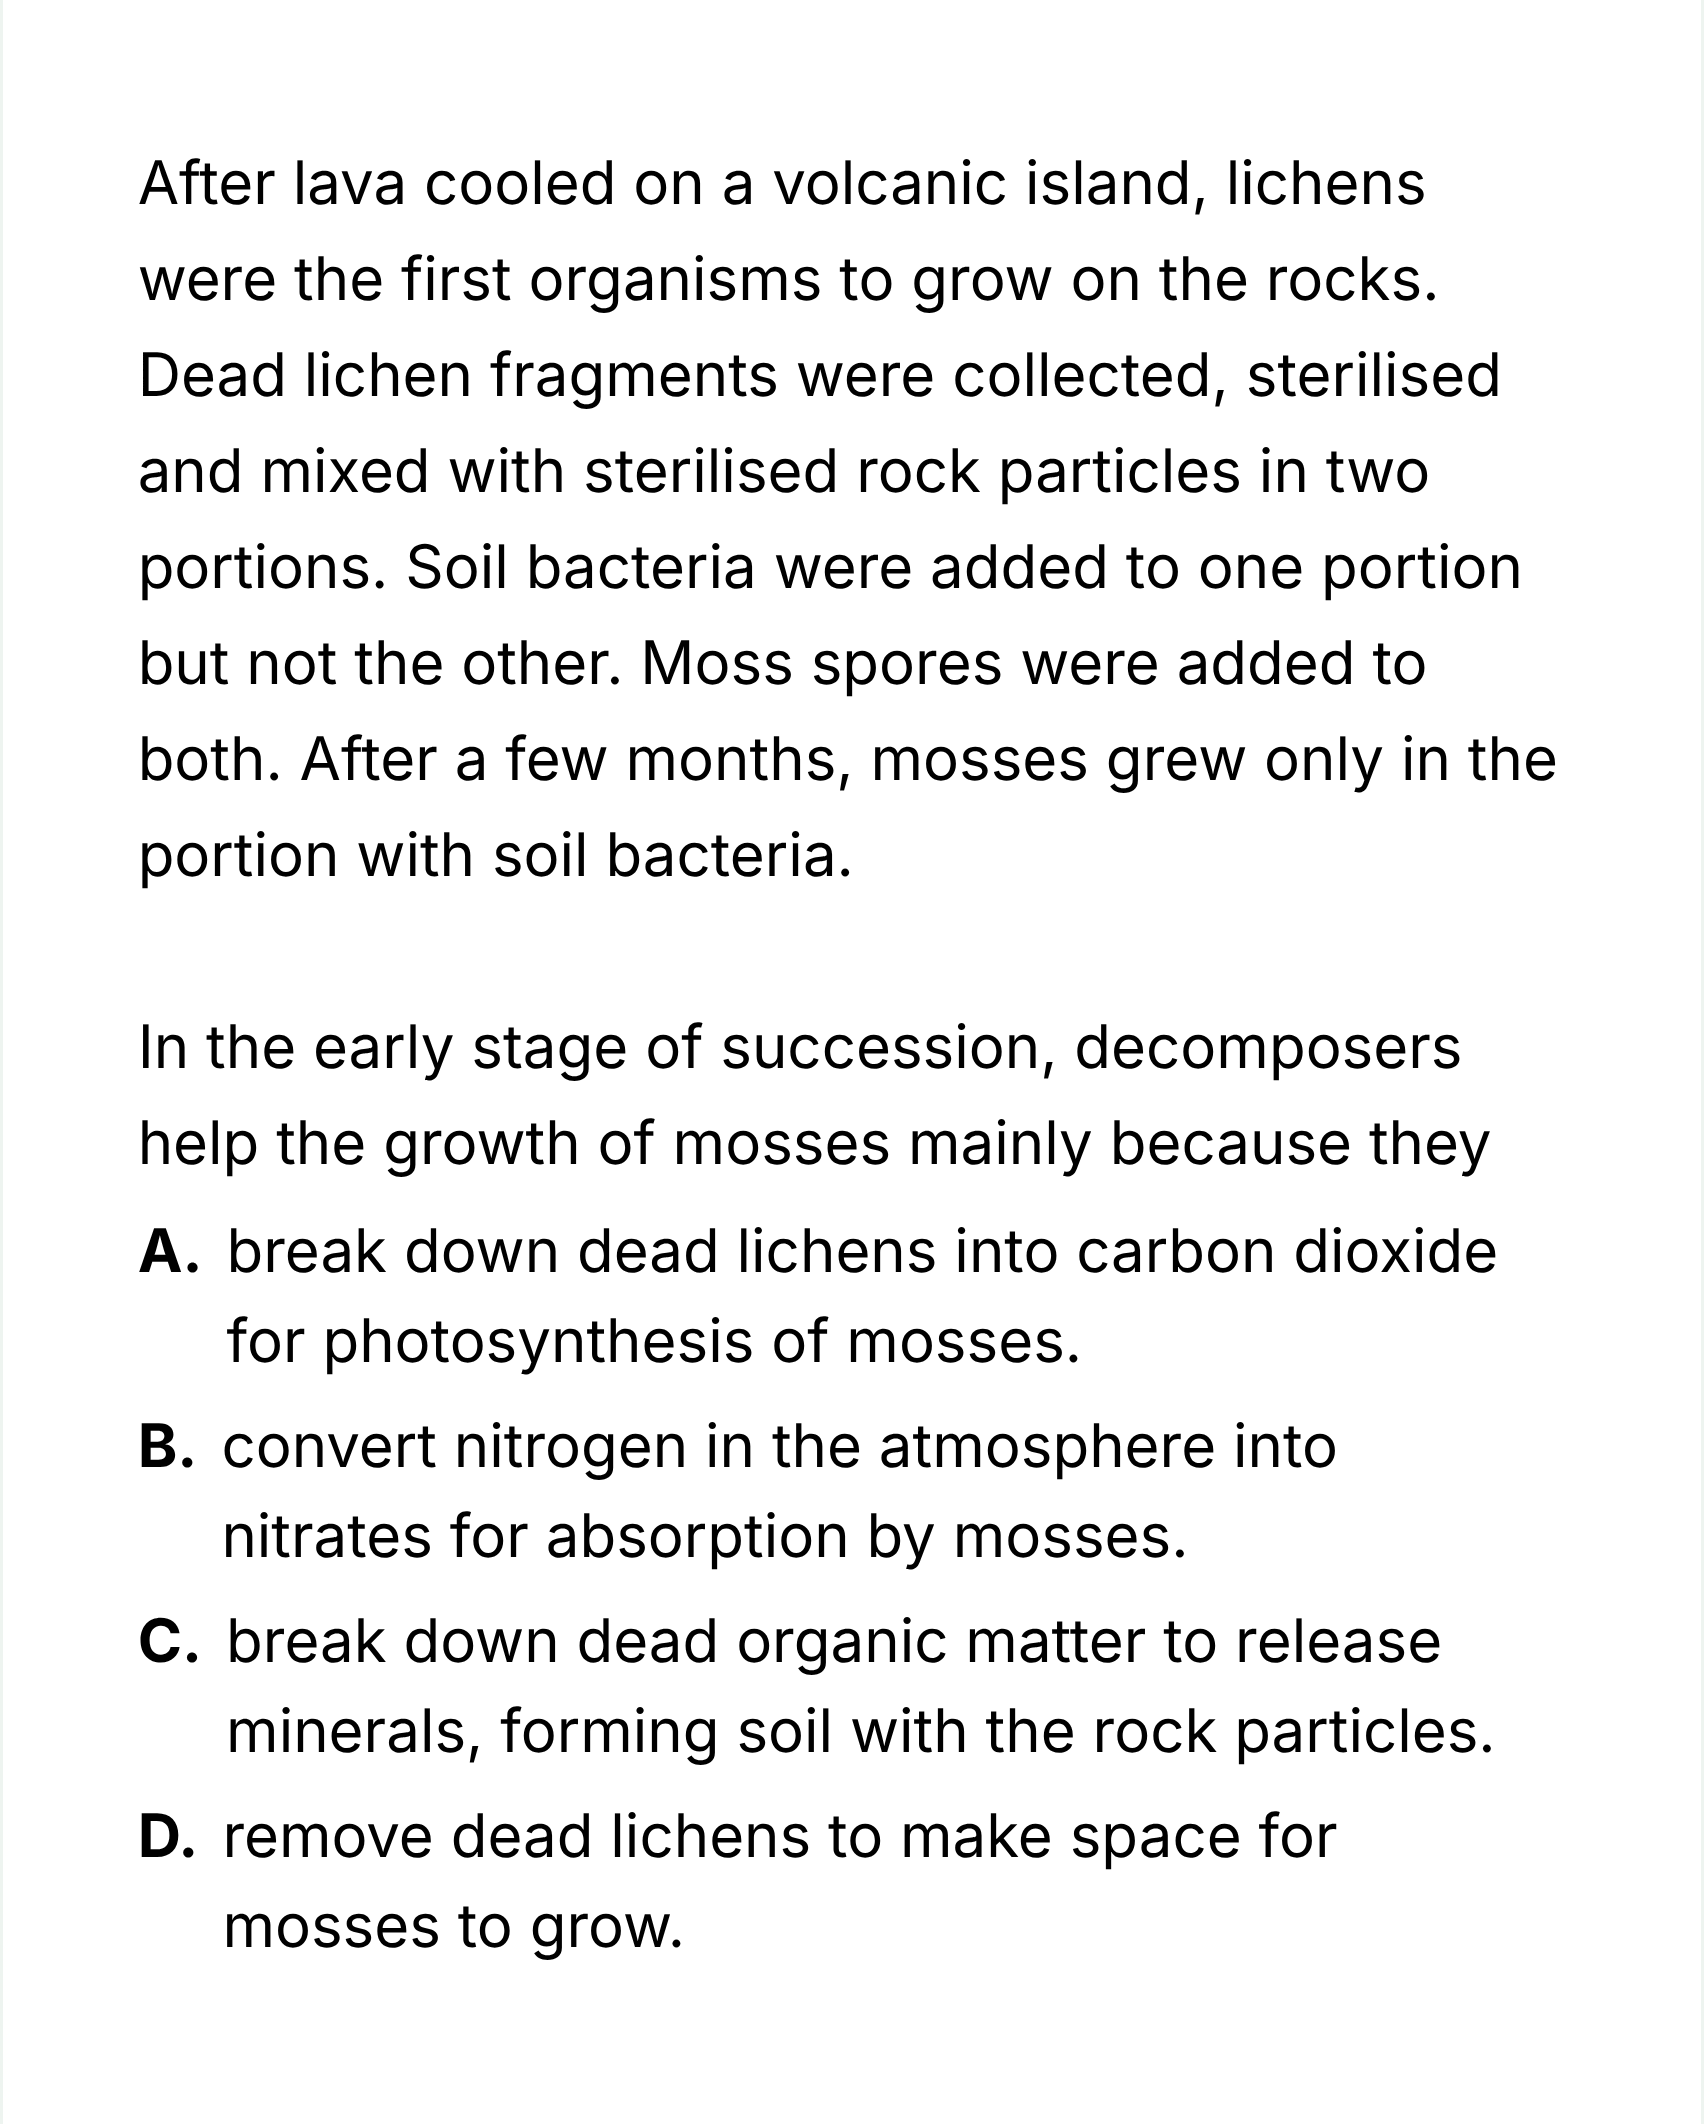 After lava cooled on a volcanic island, lichens
were the first organisms to grow on the rocks.
Dead lichen fragments were collected, sterilised
and mixed with sterilised rock particles in two
portions. Soil bacteria were added to one portion
but not the other. Moss spores were added to
both. After a few months, mosses grew only in the
portion with soil bacteria.
In the early stage of succession, decomposers
help the growth of mosses mainly because they
A. break down dead lichens into carbon dioxide
for photosynthesis of mosses.
B. convert nitrogen in the atmosphere into
nitrates for absorption by mosses.
C. break down dead organic matter to release
minerals, forming soil with the rock particles.
D. remove dead lichens to make space for
mosses to grow.